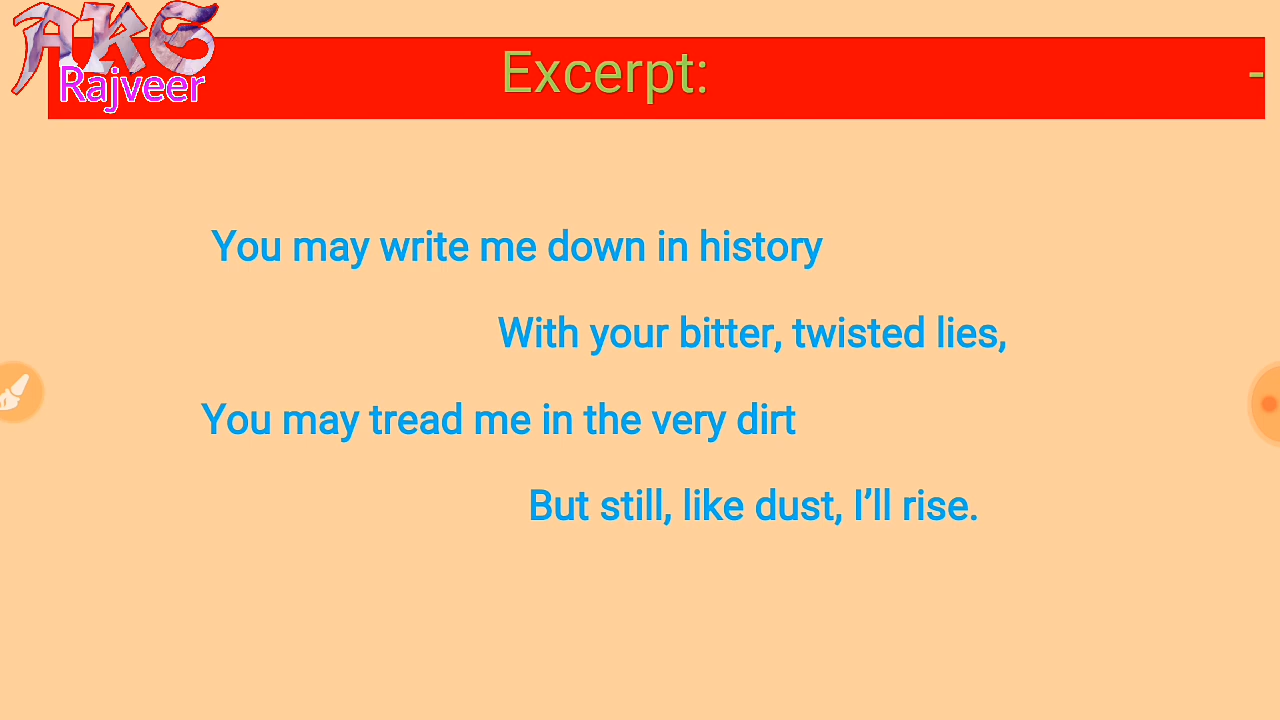 AKS
Rajveer
Excerpt: -
You may write me down in history
With your bitter, twisted lies,
You may tread me in the very dirt
But still, like dust, I’ll rise.